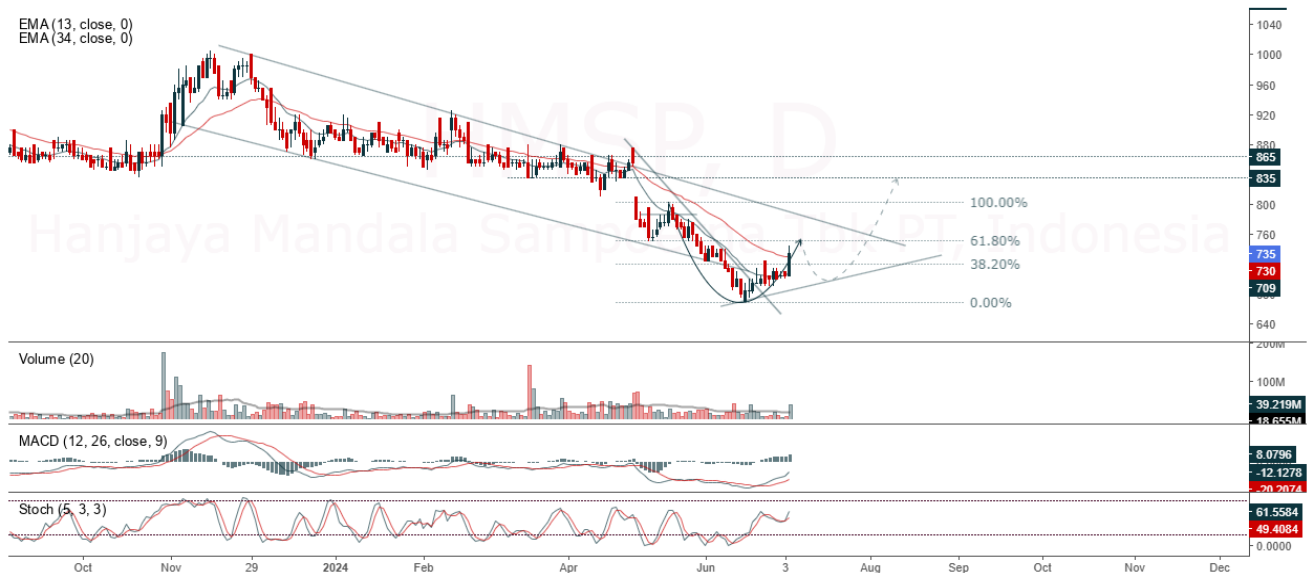 EMA (13, close, 0)
EMA (34, close, 0)
HMSP, D
Hanjaya Mandala Sampoerna Tbk PT, Indonesia
1040
1000
960
920
880
865
835
800
760
735
730
709
640
100.00%
61.80%
38.20%
0.00%
Volume (20)
200M
100M
39.219M
18.655M
MACD (12, 26, close, 9)
8.0796
-12.1278
-20.2074
Stoch (5, 3, 3)
61.5584
49.4084
0.0000
Oct Nov 29 2024 Feb Apr Jun 3 Aug Sep Oct Nov Dec